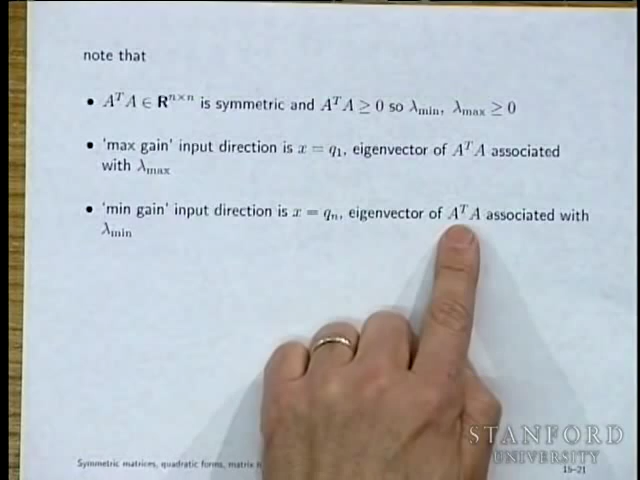 note that
• AᵀA ∈ Rⁿˣⁿ is symmetric and AᵀA ≥ 0 so λmin, λmax ≥ 0
• ‘max gain’ input direction is x = q₁, eigenvector of AᵀA associated
with λmax
• ‘min gain’ input direction is x = qₙ, eigenvector of AᵀA associated with
λmin
STANFORD
UNIVERSITY
Symmetric matrices, quadratic forms, matrix
15–21